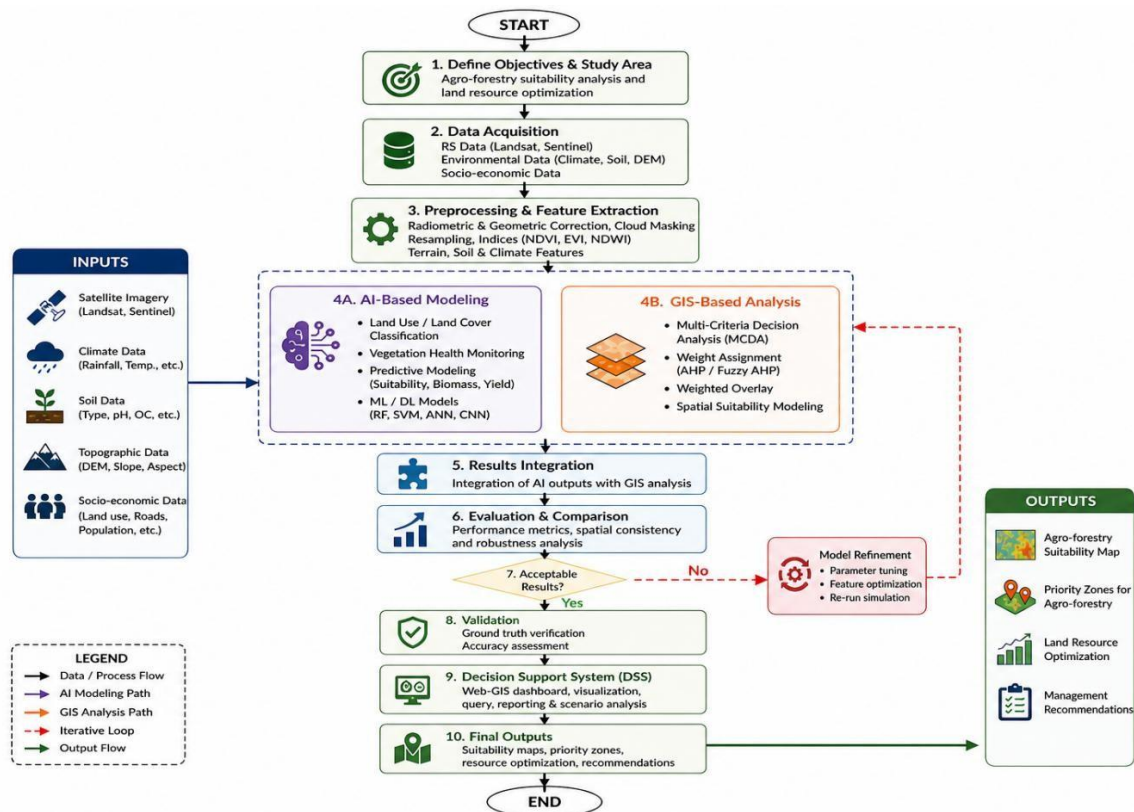 START
1. Define Objectives & Study Area
Agro-forestry suitability analysis and
land resource optimization
2. Data Acquisition
RS Data (Landsat, Sentinel)
Environmental Data (Climate, Soil, DEM)
Socio-economic Data
3. Preprocessing & Feature Extraction
Radiometric & Geometric Correction, Cloud Masking
Resampling, Indices (NDVI, EVI, NDWI)
Terrain, Soil & Climate Features
INPUTS
Satellite Imagery
(Landsat, Sentinel)
Climate Data
(Rainfall, Temp., etc.)
Soil Data
(Type, pH, OC, etc.)
Topographic Data
(DEM, Slope, Aspect)
Socio-economic Data
(Land use, Roads,
Population, etc.)
4A. AI-Based Modeling
• Land Use / Land Cover
Classification
• Vegetation Health Monitoring
• Predictive Modeling
(Suitability, Biomass, Yield)
• ML / DL Models
(RF, SVM, ANN, CNN)
4B. GIS-Based Analysis
• Multi-Criteria Decision
Analysis (MCDA)
• Weight Assignment
(AHP / Fuzzy AHP)
• Weighted Overlay
• Spatial Suitability Modeling
5. Results Integration
Integration of AI outputs with GIS analysis
6. Evaluation & Comparison
Performance metrics, spatial consistency
and robustness analysis
7. Acceptable
Results?
No
Yes
Model Refinement
• Parameter tuning
• Feature optimization
• Re-run simulation
8. Validation
Ground truth verification
Accuracy assessment
9. Decision Support System (DSS)
Web-GIS dashboard, visualization,
query, reporting & scenario analysis
10. Final Outputs
Suitability maps, priority zones,
resource optimization, recommendations
END
OUTPUTS
Agro-forestry
Suitability Map
Priority Zones for
Agro-forestry
Land Resource
Optimization
Management
Recommendations
LEGEND
Data / Process Flow
AI Modeling Path
GIS Analysis Path
Iterative Loop
Output Flow